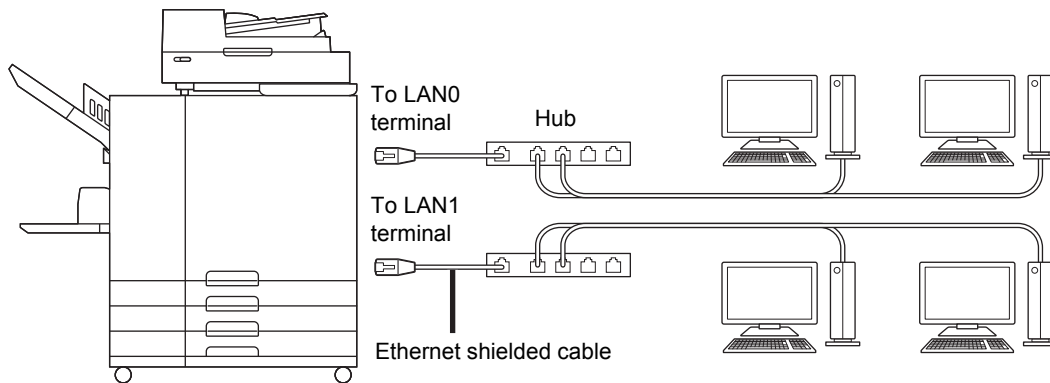 To LAN0
terminal
Hub
To LAN1
terminal
Ethernet shielded cable